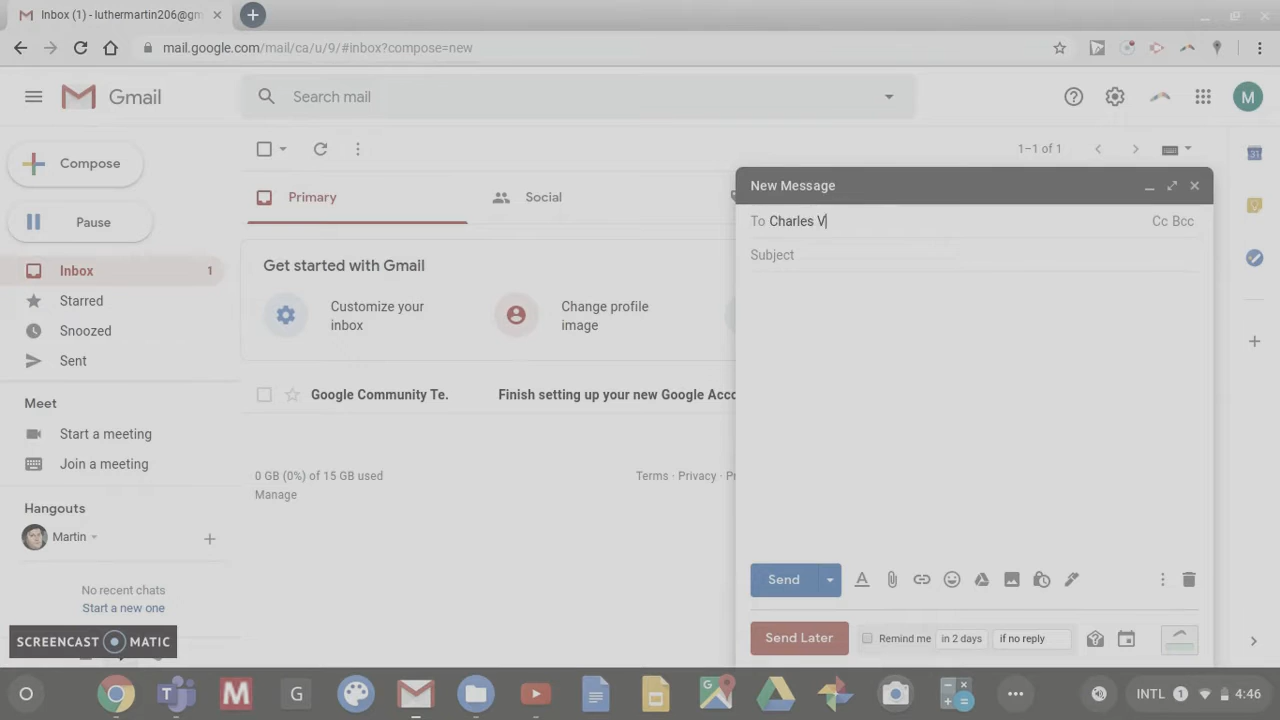 Inbox (1) - luthermartin206@gm
mail.google.com/mail/ca/u/9/#inbox?compose=new
Gmail
Search mail
M
Compose
1–1 of 1
31
Primary
Social
New Message
Pause
To Charles V
Cc Bcc
Subject
Inbox
1
Get started with Gmail
Starred
Customize your
inbox
Change profile
image
Snoozed
Sent
Google Community Te.
Finish setting up your new Google Acco
Meet
Start a meeting
Join a meeting
0 GB (0%) of 15 GB used
Terms · Privacy · Pr
Manage
Hangouts
Martin
No recent chats
Start a new one
Send
SCREENCAST MATIC
Send Later
Remind me
in 2 days
if no reply
INTL
1
4:46